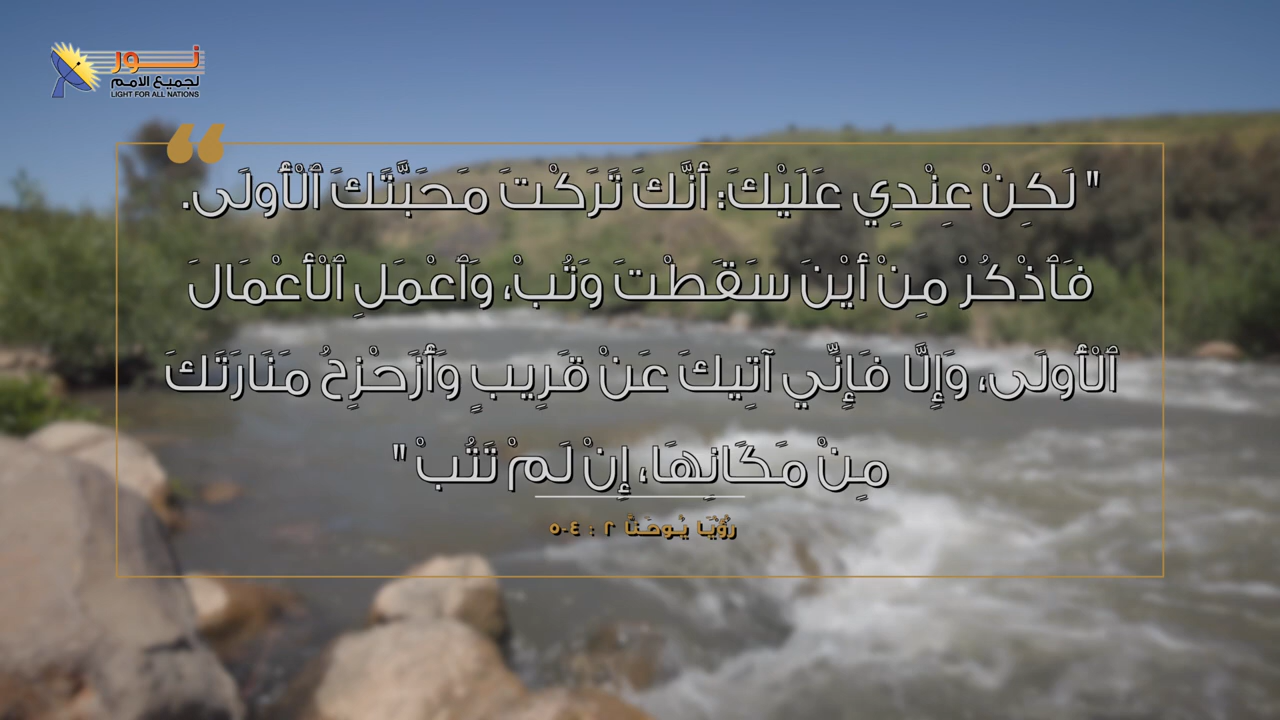 نور
لجميع الامم
LIGHT FOR ALL NATIONS
" لَكِنْ عِنْدِي عَلَيْكَ: أَنَّكَ تَرَكْتَ مَحَبَّتَكَ ٱلْأُولَى.
فَٱذْكُرْ مِنْ أَيْنَ سَقَطْتَ وَتُبْ، وَٱعْمَلِ ٱلْأَعْمَالَ
ٱلْأُولَى، وَإِلَّا فَإِنِّي آتِيكَ عَنْ قَرِيبٍ وَأُزَحْزِحُ مَنَارَتَكَ
مِنْ مَكَانِهَا، إِنْ لَمْ تَتُبْ "
رُؤْيَا يُوحَنَّا ٢ : ٤-٥